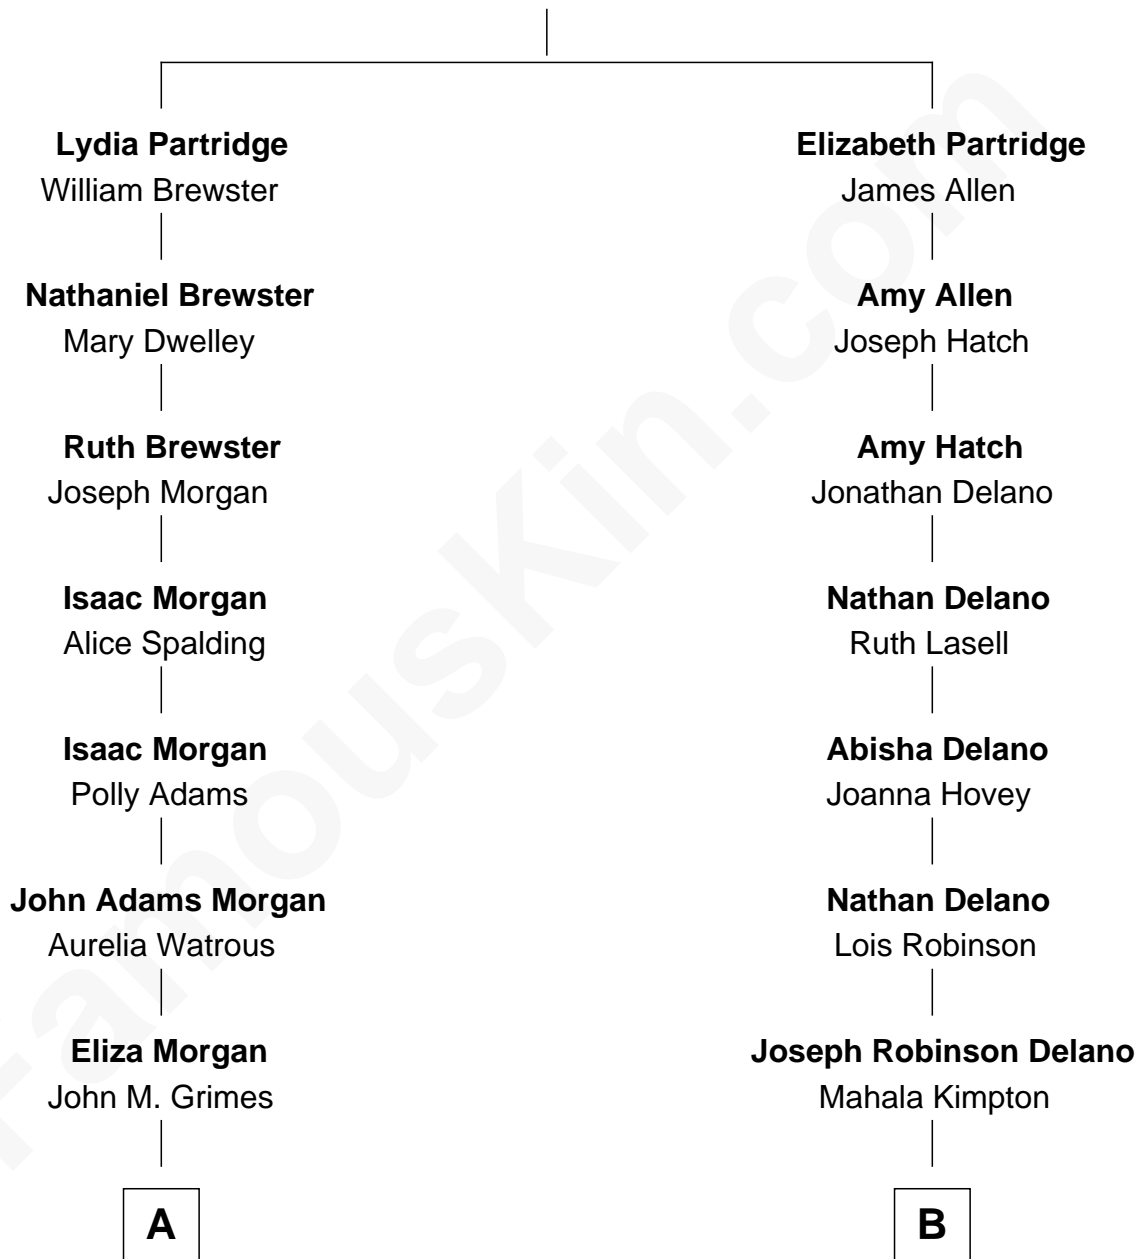 Lydia Partridge
William Brewster
Nathaniel Brewster
Mary Dwelley
Ruth Brewster
Joseph Morgan
Isaac Morgan
Alice Spalding
Isaac Morgan
Polly Adams
John Adams Morgan
Aurelia Watrous
Eliza Morgan
John M. Grimes
A
Elizabeth Partridge
James Allen
Amy Allen
Joseph Hatch
Amy Hatch
Jonathan Delano
Nathan Delano
Ruth Lasell
Abisha Delano
Joanna Hovey
Nathan Delano
Lois Robinson
Joseph Robinson Delano
Mahala Kimpton
B
FamousKin.com